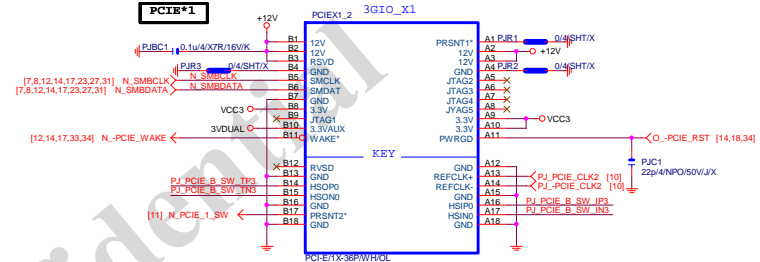 PCIE*1
+12V
PCIEX1_2
3GIO_X1
PJBC1 0.1u/4/X7R/16V/K
B1 12V
B2 12V
B3 RSVD
B4 GND
B5 SMCLK
B6 SMDAT
B7 GND
B8 3.3V
B9 JTAG1
B10 3.3VAUX
B11 WAKE*
PRSNT1* A1
12V A2
12V A3
GND A4
JTAG2 A5
JTAG3 A6
JTAG4 A7
JYAG5 A8
3.3V A9
3.3V A10
PWRGD A11
PJR1 0/4/SHT/X
+12V
PJR2 0/4/SHT/X
PJR3 0/4/SHT/X
[7,8,12,14,17,23,27,31] N_SMBCLK N_SMBCLK
[7,8,12,14,17,23,27,31] N_SMBDATA N_SMBDATA
VCC3
3VDUAL
[12,14,17,33,34] N_-PCIE_WAKE
VCC3
O_-PCIE_RST [14,18,34]
PJC1
22p/4/NPO/50V/J/X
KEY
B12 RVSD
B13 GND
B14 HSOP0
B15 HSON0
B16 GND
B17 PRSNT2*
B18 GND
GND A12
REFCLK+ A13
REFCLK- A14
GND A15
HSIP0 A16
HSIN0 A17
GND A18
PJ_PCIE_B_SW_TP3
PJ_PCIE_B_SW_TN3
[11] N_PCIE_1_SW
PJ_PCIE_CLK2 [10]
PJ_-PCIE_CLK2 [10]
PJ_PCIE_B_SW_IP3
PJ_PCIE_B_SW_IN3
PCI-E/1X-36P/WH/OL
fidential